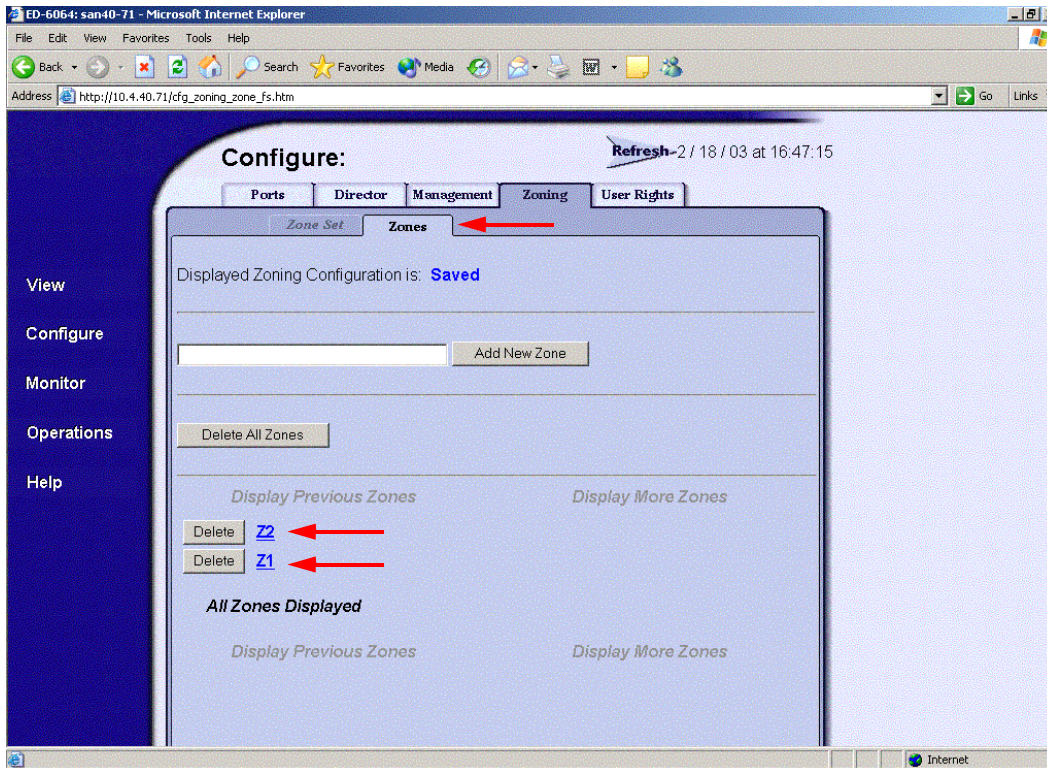 ED-6064: san40-71 - Microsoft Internet Explorer
File Edit View Favorites Tools Help
Back Search Favorites Media
Address http://10.4.40.71/cfg_zoning_zone_fs.htm Go Links
Configure: Refresh 2 / 18 / 03 at 16:47:15
Ports Director Management Zoning User Rights
Zone Set Zones
Displayed Zoning Configuration is: Saved
View
Configure
Add New Zone
Monitor
Operations
Delete All Zones
Help
Display Previous Zones Display More Zones
Delete Z2
Delete Z1
All Zones Displayed
Display Previous Zones Display More Zones
Internet